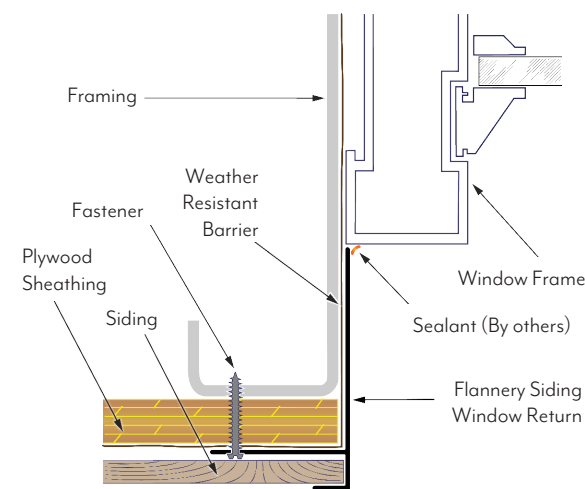 Framing
Weather
Resistant
Barrier
Fastener
Plywood
Sheathing
Siding
Window Frame
Sealant (By others)
Flannery Siding
Window Return